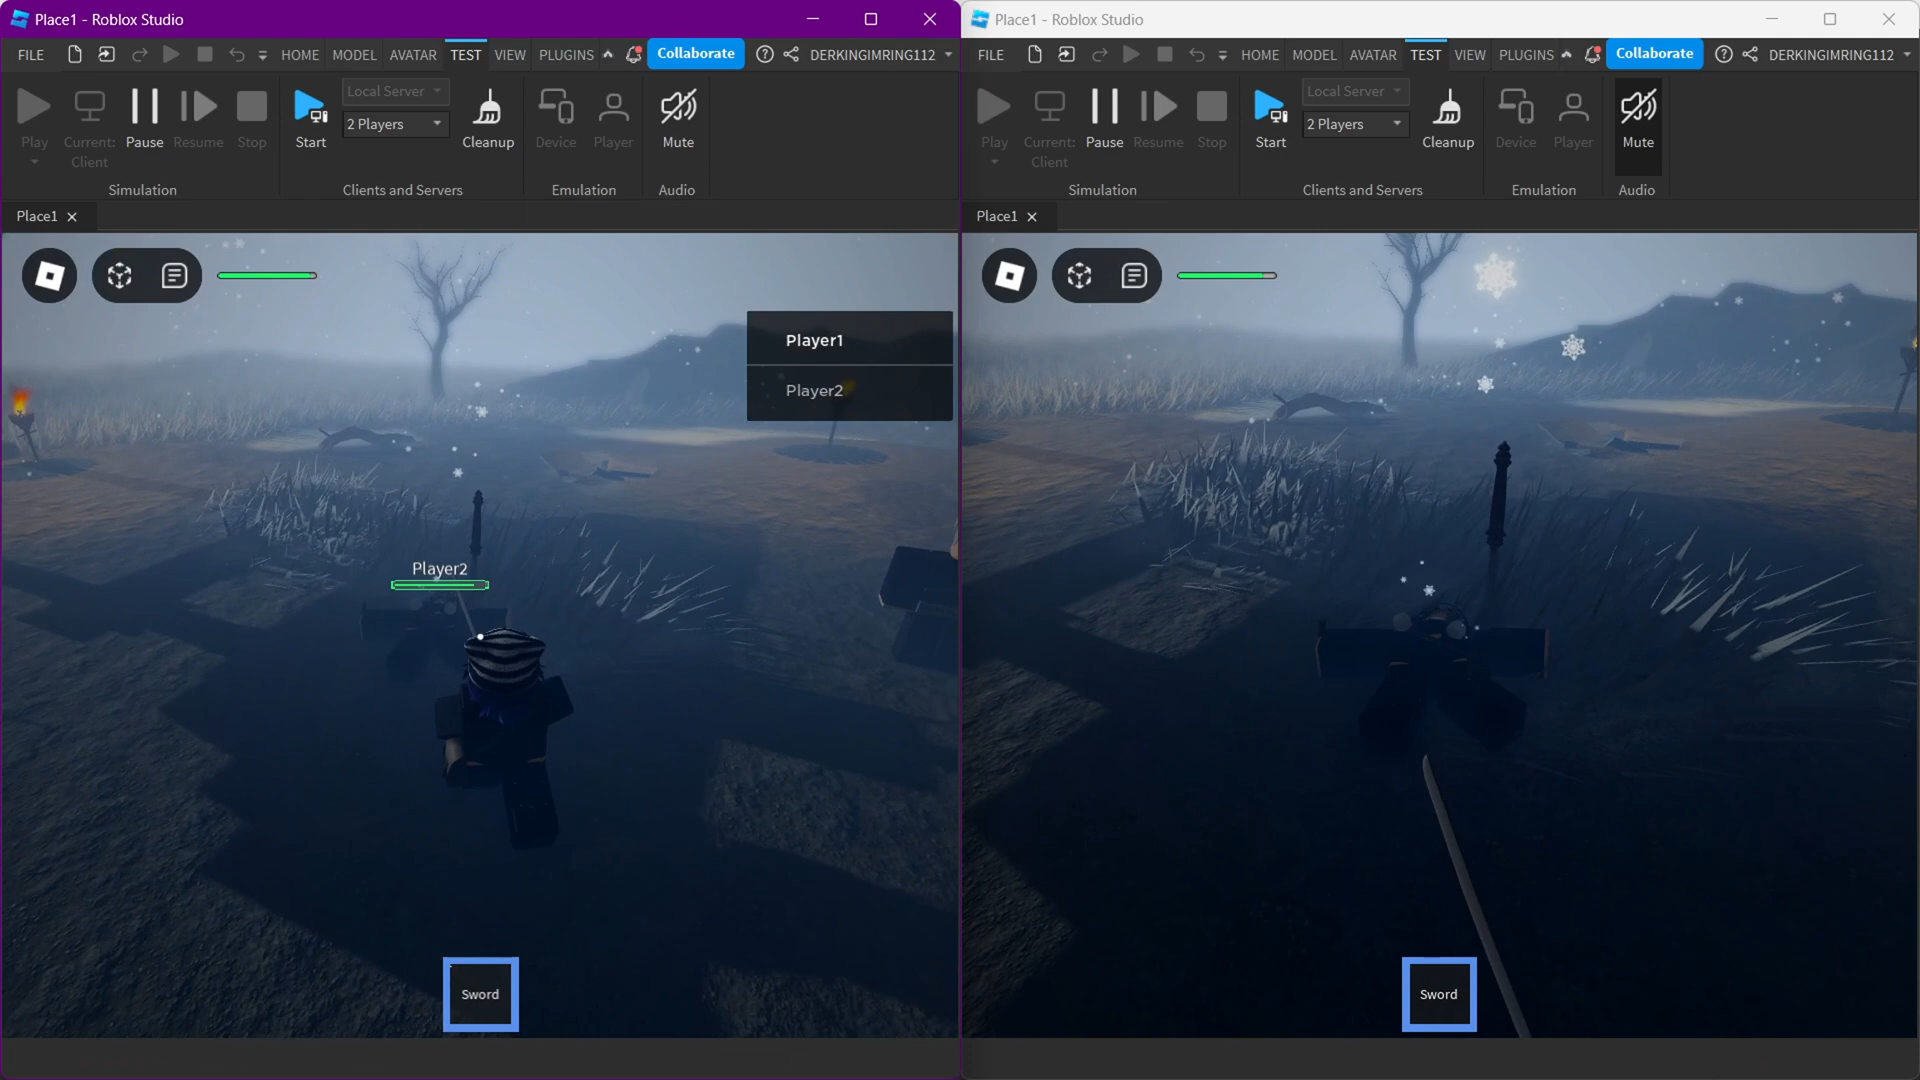 Place1 - Roblox Studio
FILE
HOME
MODEL
AVATAR
TEST
VIEW
PLUGINS
Collaborate
DERKINGIMRING112
Play
Current:
Client
Pause
Resume
Stop
Simulation
Start
Local Server
2 Players
Cleanup
Clients and Servers
Device
Player
Emulation
Mute
Audio
Place1
Player1
Player2
Player2
Sword
Place1 - Roblox Studio
FILE
HOME
MODEL
AVATAR
TEST
VIEW
PLUGINS
Collaborate
DERKINGIMRING112
Play
Current:
Client
Pause
Resume
Stop
Simulation
Start
Local Server
2 Players
Cleanup
Clients and Servers
Device
Player
Emulation
Mute
Audio
Place1
Sword